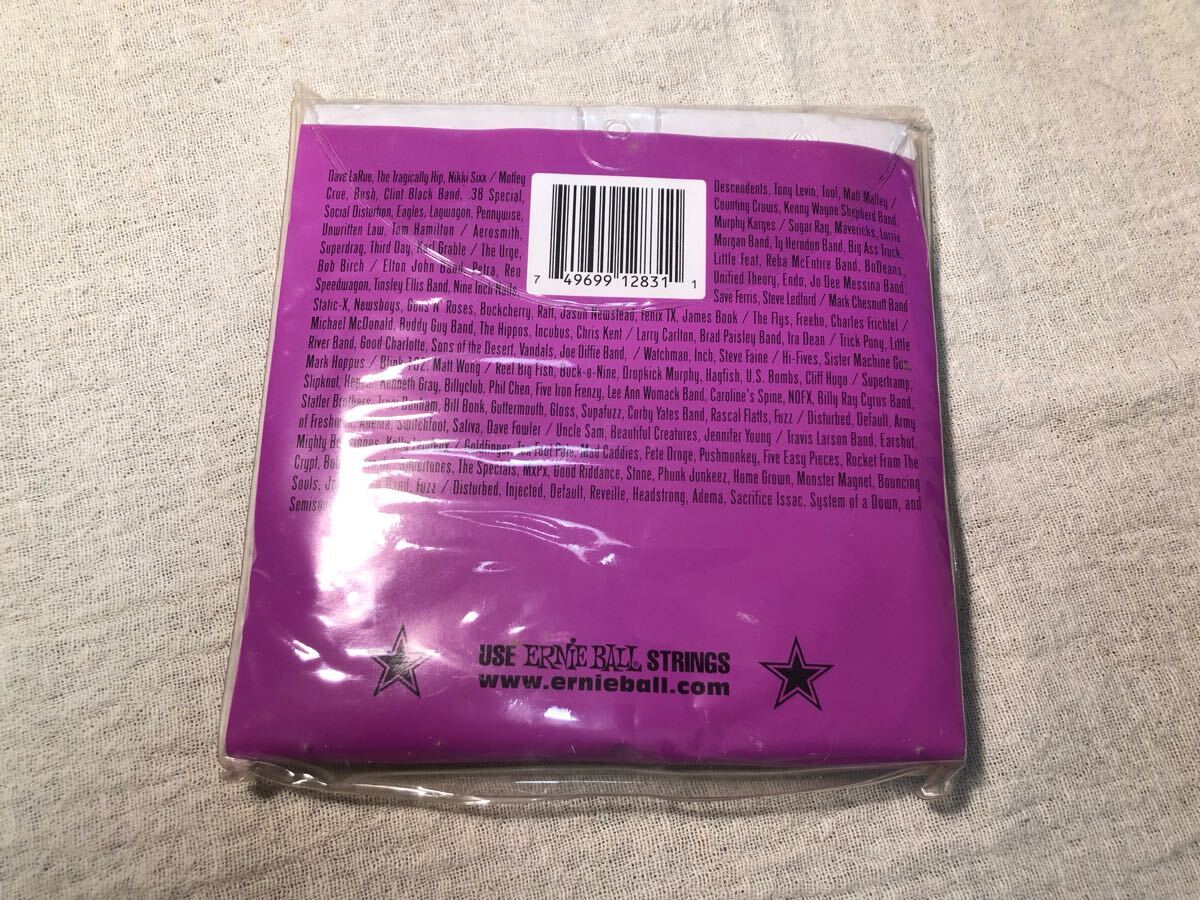 Dave LaRue, The Tragically Hip, Nikki Sixx / Motley
Crue, Bush, Clint Black Band, .38 Special,
Social Distortion, Eagles, Lagwagon, Pennywise,
Unwritten Law, Tom Hamilton / Aerosmith,
Superdrag, Third Day, Karl Grable / The Urge,
Bob Birch / Elton John Band, Petra, Reo
Speedwagon, Tinsley Ellis Band, Nine Inch Nails
7 49699 12831 1
Descendents, Tony Levin, Tool, Matt Malley /
Counting Crows, Kenny Wayne Shepherd Band,
Murphy Karges / Sugar Ray, Mavericks, Lorrie
Morgan Band, Ty Herndon Band, Big Ass Truck,
Little Feat, Reba McEntire Band, BoDeans,
Unified Theory, Endo, Jo Dee Messina Band,
Save Ferris, Steve Ledford / Mark Chesnutt Band
Static-X, Newsboys, Guns N' Roses, Buckcherry, Ratt, Jason Newstead, Fenix TX, James Book / The Flys, Freebo, Charles Frichtel /
Michael McDonald, Buddy Guy Band, The Hippos, Incubus, Chris Kent / Larry Carlton, Brad Paisley Band, Ira Dean / Trick Pony, Little
River Band, Good Charlotte, Sons of the Desert, Vandals, Joe Diffie Band, / Watchman, Inch, Steve Faine / Hi-Fives, Sister Machine Gun,
Mark Hoppus / Blink 182, Matt Wong / Reel Big Fish, Buck-o-Nine, Dropkick Murphy, Hagfish, U.S. Bombs, Cliff Hugo / Supertramp,
Slipknot, Kenneth Gray, Billyclub, Phil Chen, Five Iron Frenzy, Lee Ann Womack Band, Caroline's Spine, NOFX, Billy Ray Cyrus Band,
Statler Brothers, Traci Bonham, Bill Bonk, Guttermouth, Gloss, Supafuzz, Corby Yates Band, Rascal Flatts, Fuzz / Disturbed, Default, Army
of Freshmen, Adema, Switchfoot, Saliva, Dave Fowler / Uncle Sam, Beautiful Creatures, Jennifer Young / Travis Larson Band, Earshot,
Mighty Kelly / Goldfinger, Ten Foot Pole, Mad Caddies, Pete Droge, Pushmonkey, Five Easy Pieces, Rocket From The
Crypt, Undertones, The Specials, MxPx, Good Riddance, Stone, Phunk Junkeez, Home Grown, Monster Magnet, Bouncing
Souls, Band, Fuzz / Disturbed, Injected, Default, Reveille, Headstrong, Adema, Sacrifice Issac, System of a Down, and
USE ERNIE BALL® STRINGS
www.ernieball.com